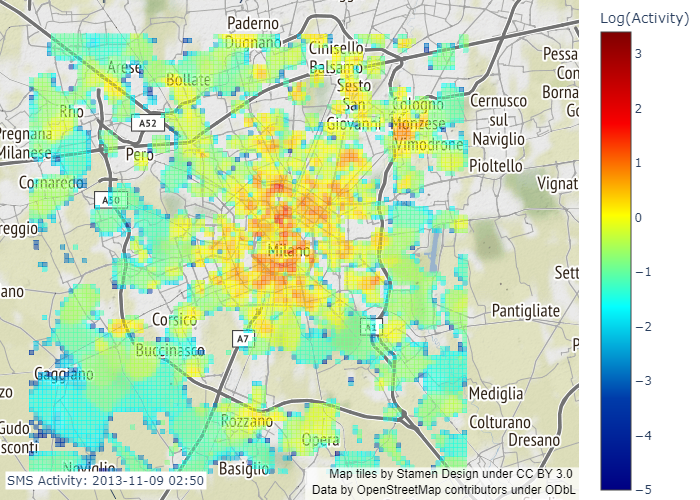 Log(Activity)
3
2
1
0
−1
−2
−3
−4
−5
Paderno
Dugnano
Cinisello
Balsamo
Pessa
Con
Borna
Go
Arese
Bollate
Sesto
San
Giovanni
Cologno
Monzese
Vimodrone
Cernusco
sul
Naviglio
Rho
A52
Pregnana
Milanese
Pero
Pioltello
Cornaredo
Vignat
A50
reggio
Milano
Sett
ano
Pantigliate
Corsico
A1
A7
P
Buccinasco
Gaggiano
zo
Mediglia
Rozzano
Colturano
Gudo
sconti
Opera
Dresano
Noviglio
Basiglio
SMS Activity: 2013-11-09 02:50
Map tiles by Stamen Design under CC BY 3.0
Data by OpenStreetMap contributors under ODbL